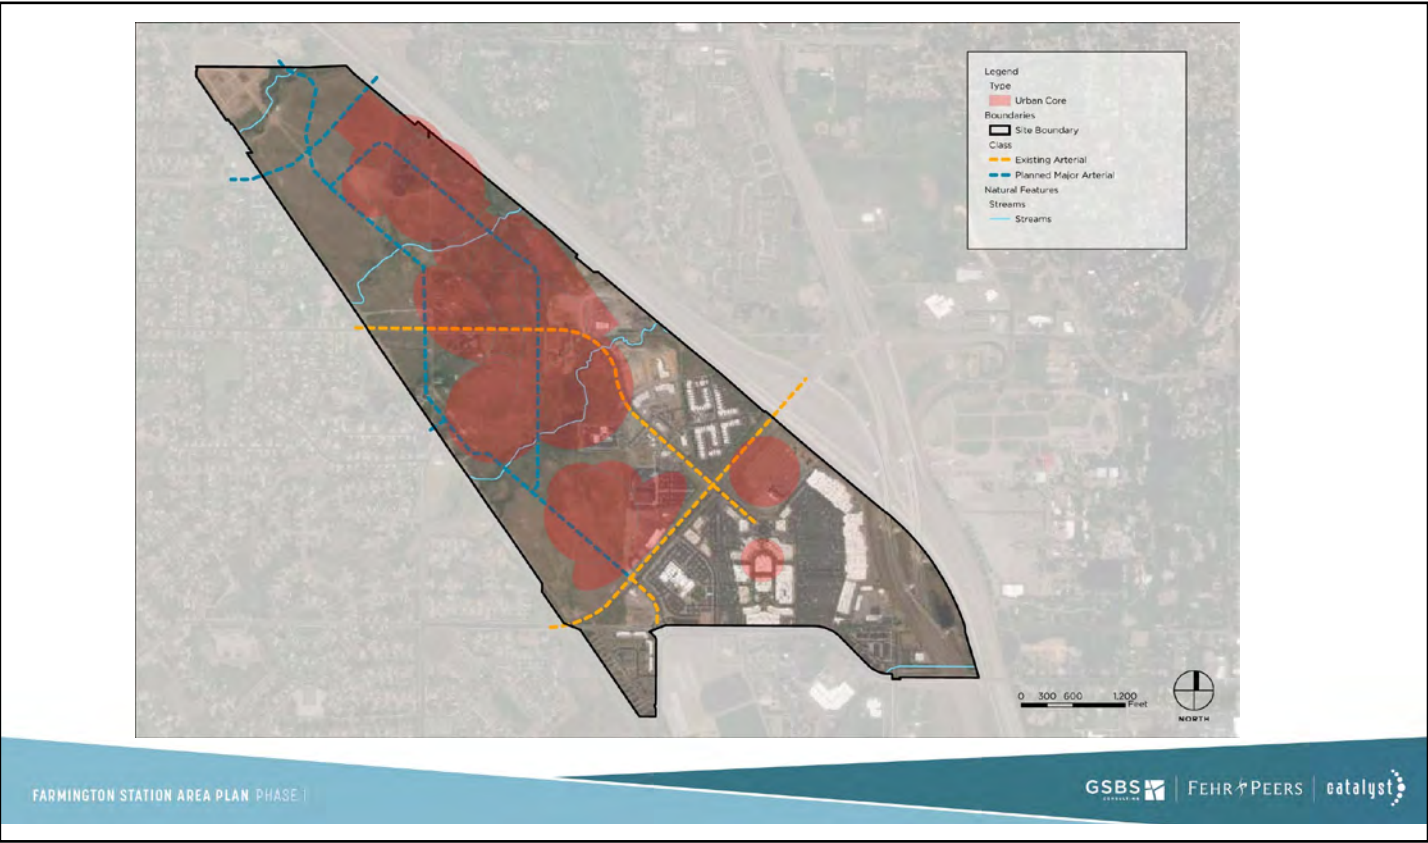 Legend
Type
Urban Core
Boundaries
Site Boundary
Class
Existing Arterial
Planned Major Arterial
Natural Features
Streams
Streams
0 300 600 1,200
Feet
NORTH
FARMINGTON STATION AREA PLAN PHASE I
GSBS
CONSULTING
FEHR PEERS
catalyst